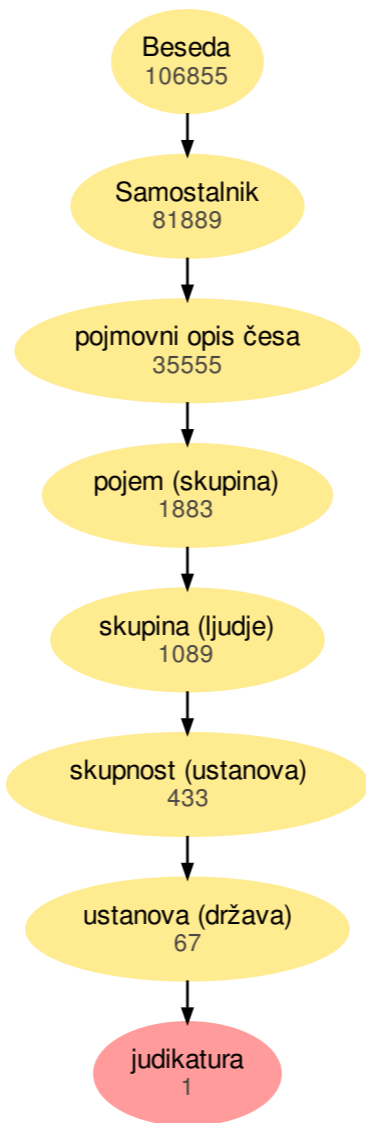 Beseda
106855
Samostalnik
81889
pojmovni opis česa
35555
pojem (skupina)
1883
skupina (ljudje)
1089
skupnost (ustanova)
433
ustanova (država)
67
judikatura
1